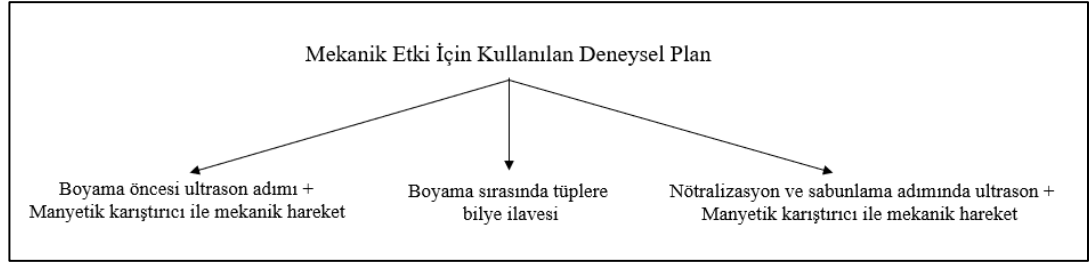 Mekanik Etki İçin Kullanılan Deneysel Plan
Boyama öncesi ultrason adımı +
Manyetik karıştırıcı ile mekanik hareket
Boyama sırasında tüplere
bilye ilavesi
Nötralizasyon ve sabunlama adımında ultrason +
Manyetik karıştırıcı ile mekanik hareket